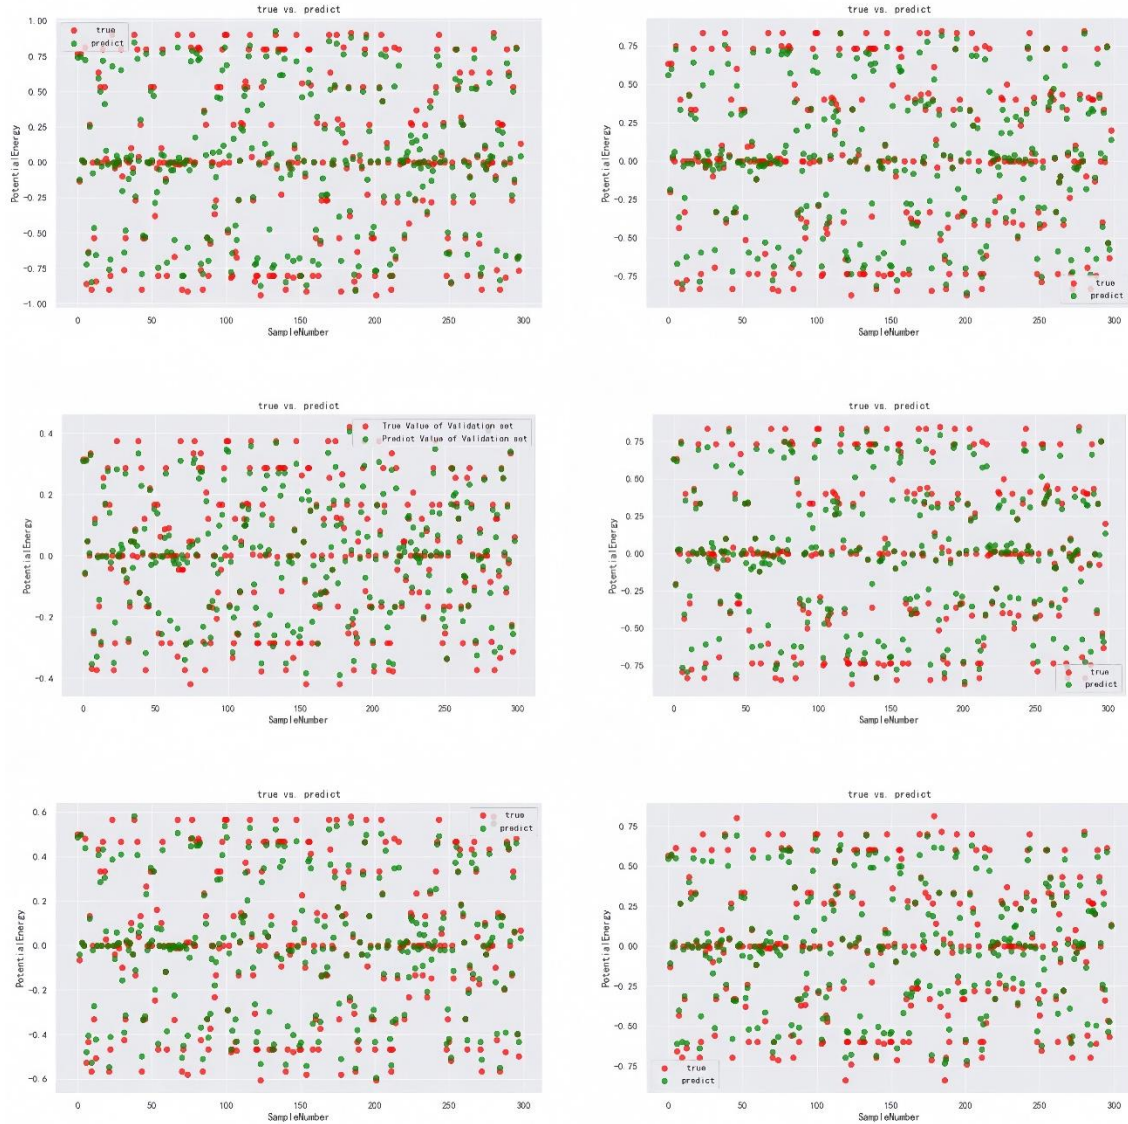 true vs. predict
1.00
0.75
0.50
0.25
0.00
-0.25
-0.50
-0.75
-1.00
PotentialEnergy
true
predict
0
50
100
150
200
250
300
SampleNumber
true vs. predict
0.75
0.50
0.25
0.00
-0.25
-0.50
-0.75
PotentialEnergy
true
predict
0
50
100
150
200
250
300
SampleNumber
true vs. predict
0.4
0.2
0.0
-0.2
-0.4
PotentialEnergy
True Value of Validation set
Predict Value of Validation set
0
50
100
150
200
250
300
SampleNumber
true vs. predict
0.75
0.50
0.25
0.00
-0.25
-0.50
-0.75
PotentialEnergy
true
predict
0
50
100
150
200
250
300
SampleNumber
true vs. predict
0.6
0.4
0.2
0.0
-0.2
-0.4
-0.6
PotentialEnergy
true
predict
0
50
100
150
200
250
300
SampleNumber
true vs. predict
0.75
0.50
0.25
0.00
-0.25
-0.50
-0.75
PotentialEnergy
true
predict
0
50
100
150
200
250
300
SampleNumber